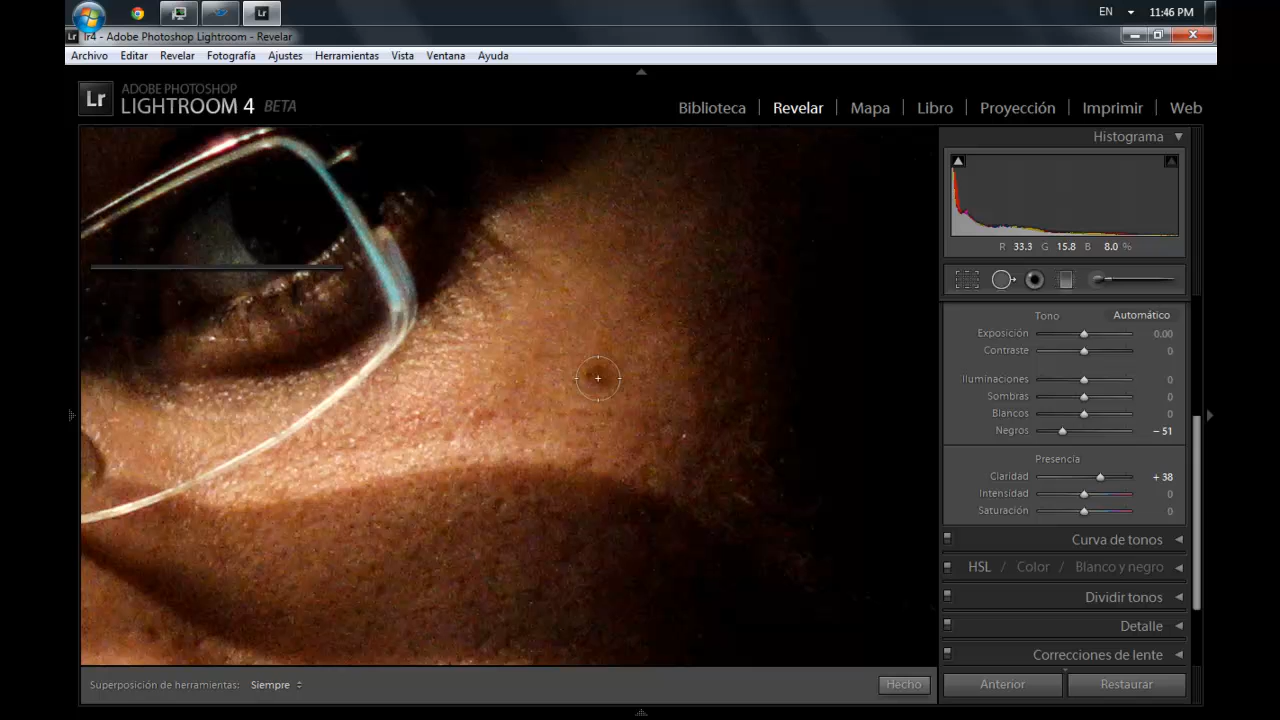 EN
11:46 PM
Lr
Lr
lr4 - Adobe Photoshop Lightroom - Revelar
Archivo Editar Revelar Fotografía Ajustes Herramientas Vista Ventana Ayuda
Lr
ADOBE PHOTOSHOP
LIGHTROOM 4 BETA
Biblioteca | Revelar | Mapa | Libro | Proyección | Imprimir | Web
Histograma
R 33.3 G 15.8 B 8.0 %
Tono Automático
Exposición 0.00
Contraste 0
Iluminaciones 0
Sombras 0
Blancos 0
Negros – 51
Presencia
Claridad + 38
Intensidad 0
Saturación 0
Curva de tonos
HSL / Color / Blanco y negro
Dividir tonos
Detalle
Correcciones de lente
Superposición de herramientas: Siempre
Hecho
Anterior
Restaurar